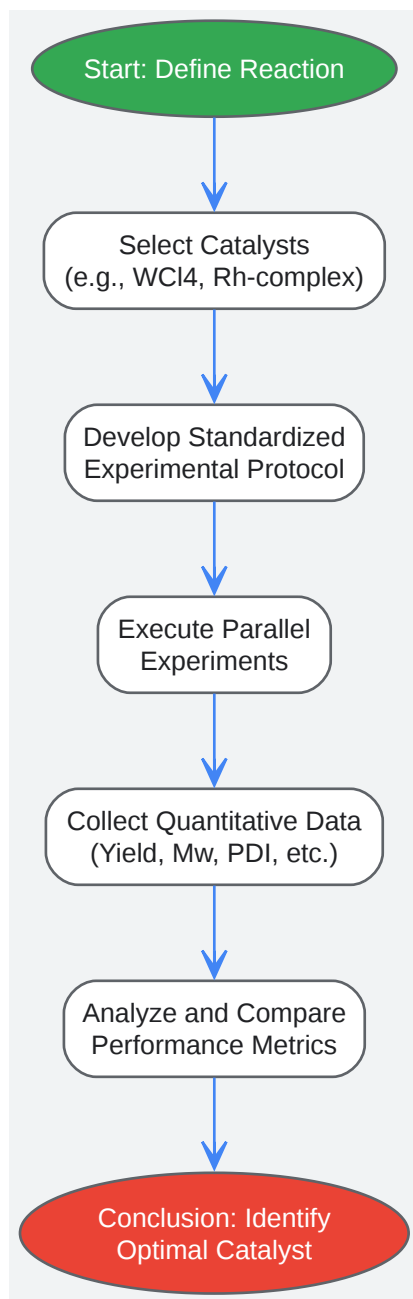 Start: Define Reaction
Select Catalysts
(e.g., WCl4, Rh-complex)
Develop Standardized
Experimental Protocol
Execute Parallel
Experiments
Collect Quantitative Data
(Yield, Mw, PDI, etc.)
Analyze and Compare
Performance Metrics
Conclusion: Identify
Optimal Catalyst